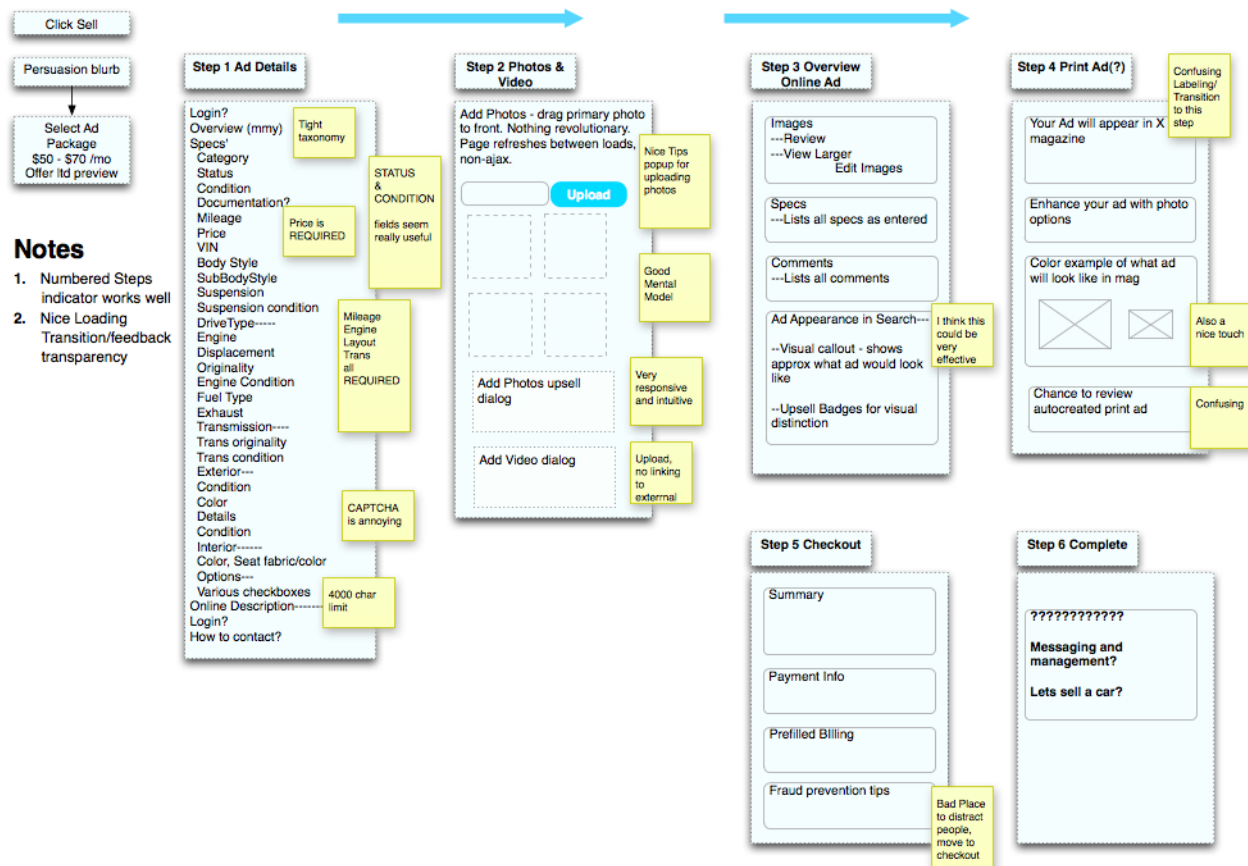 Click Sell
Persuasion blurb
Select Ad
Package
$50 - $70 /mo
Offer ltd preview
Notes
1. Numbered Steps
indicator works well
2. Nice Loading
Transition/feedback
transparency
Step 1 Ad Details
Login?
Overview (mmy)
Specs'
Category
Status
Condition
Documentation?
Mileage
Price
VIN
Body Style
SubBodyStyle
Suspension
Suspension condition
DriveType-----
Engine
Displacement
Originality
Engine Condition
Fuel Type
Exhaust
Transmission----
Trans originality
Trans condition
Exterior---
Condition
Color
Details
Condition
Interior------
Color, Seat fabric/color
Options---
Various checkboxes
Online Description-------
Login?
How to contact?
Tight
taxonomy
STATUS
&
CONDITION
fields seem
really useful
Price is
REQUIRED
Mileage
Engine
Layout
Trans
all
REQUIRED
CAPTCHA
is annoying
4000 char
limit
Step 2 Photos &
Video
Add Photos - drag primary photo
to front. Nothing revolutionary.
Page refreshes between loads,
non-ajax.
Upload
Add Photos upsell
dialog
Add Video dialog
Nice Tips
popup for
uploading
photos
Good
Mental
Model
Very
responsive
and intuitive
Upload,
no linking
to
exterrnal
Step 3 Overview
Online Ad
Images
---Review
---View Larger
Edit Images
Specs
---Lists all specs as entered
Comments
---Lists all comments
Ad Appearance in Search---
--Visual callout - shows
approx what ad would look
like
--Upsell Badges for visual
distinction
I think this
could be
very
effective
Step 4 Print Ad(?)
Confusing
Labeling/
Transition
to this
step
Your Ad will appear in X
magazine
Enhance your ad with photo
options
Color example of what ad
will look like in mag
Also a
nice touch
Chance to review
autocreated print ad
Confusing
Step 5 Checkout
Summary
Payment Info
Prefilled BIlling
Fraud prevention tips
Bad Place
to distract
people,
move to
checkout
Step 6 Complete
????????????
Messaging and
management?
Lets sell a car?